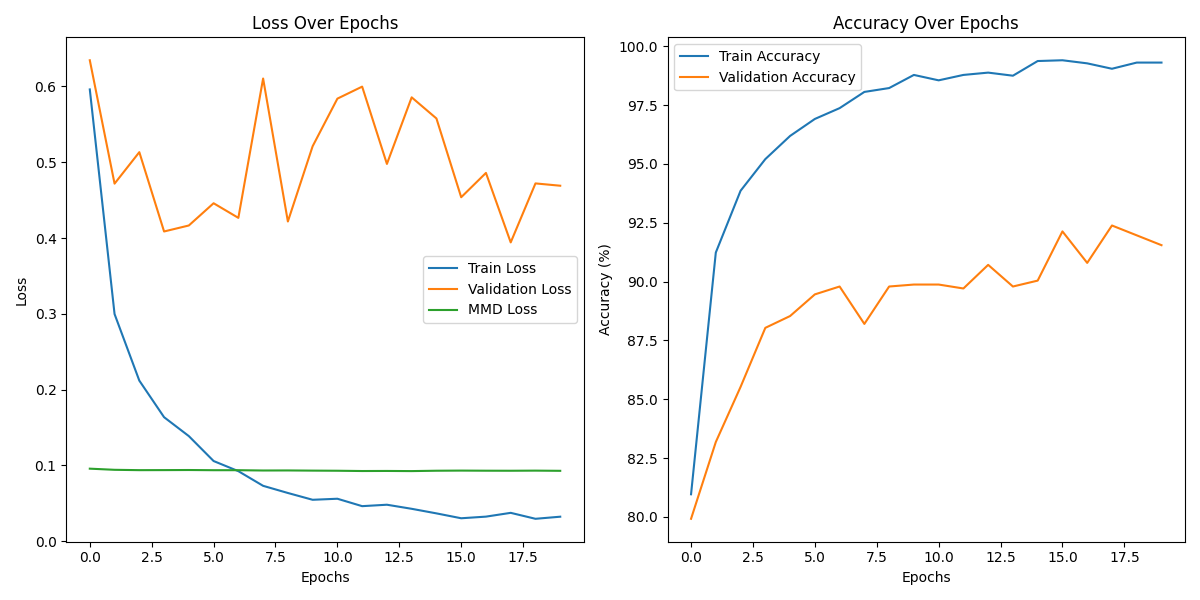 Loss Over Epochs
0.6
0.5
0.4
0.3
0.2
0.1
0.0
Loss
Train Loss
Validation Loss
MMD Loss
0.0 2.5 5.0 7.5 10.0 12.5 15.0 17.5
Epochs
Accuracy Over Epochs
100.0
97.5
95.0
92.5
90.0
87.5
85.0
82.5
80.0
Accuracy (%)
Train Accuracy
Validation Accuracy
0.0 2.5 5.0 7.5 10.0 12.5 15.0 17.5
Epochs